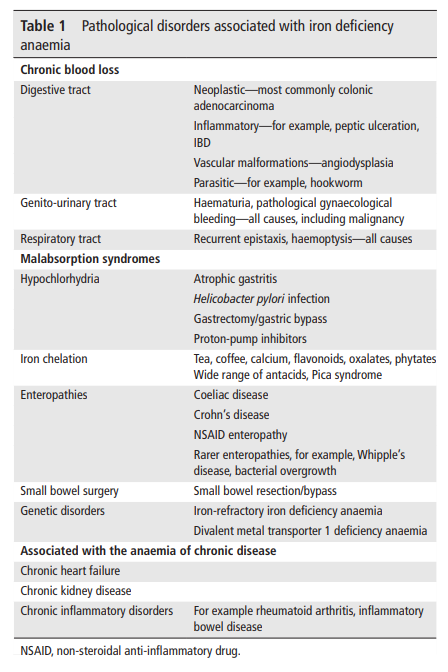 Table 1 Pathological disorders associated with iron deficiency
anaemia
Chronic blood loss
Digestive tract Neoplastic—most commonly colonic
adenocarcinoma
Inflammatory—for example, peptic ulceration,
IBD
Vascular malformations—angiodysplasia
Parasitic—for example, hookworm
Genito-urinary tract Haematuria, pathological gynaecological
bleeding—all causes, including malignancy
Respiratory tract Recurrent epistaxis, haemoptysis—all causes
Malabsorption syndromes
Hypochlorhydria Atrophic gastritis
Helicobacter pylori infection
Gastrectomy/gastric bypass
Proton-pump inhibitors
Iron chelation Tea, coffee, calcium, flavonoids, oxalates, phytates
Wide range of antacids, Pica syndrome
Enteropathies Coeliac disease
Crohn's disease
NSAID enteropathy
Rarer enteropathies, for example, Whipple's
disease, bacterial overgrowth
Small bowel surgery Small bowel resection/bypass
Genetic disorders Iron-refractory iron deficiency anaemia
Divalent metal transporter 1 deficiency anaemia
Associated with the anaemia of chronic disease
Chronic heart failure
Chronic kidney disease
Chronic inflammatory disorders For example rheumatoid arthritis, inflammatory
bowel disease
NSAID, non-steroidal anti-inflammatory drug.